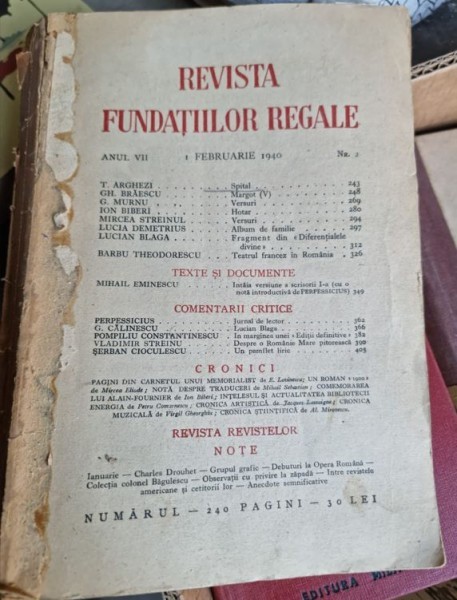 REVISTA
FUNDAȚIILOR REGALE
ANUL VII 1 FEBRUARIE 1940 Nr. 2
T. ARGHEZI . . . . . . . Spital . . . . . . . . . 243
GH. BRĂESCU . . . . . . Margot (V) . . . . . . . 248
G. MURNU . . . . . . . Versuri . . . . . . . . 269
ION BIBERI . . . . . . . Hotar . . . . . . . . . 280
MIRCEA STREINUL . . . . Versuri . . . . . . . . 294
LUCIA DEMETRIUS . . . . Album de familie . . . . . 297
LUCIAN BLAGA . . . . . . Fragment din «Diferențialele
divine» . . . . . . . . 312
BARBU THEODORESCU . . . Teatrul francez în România . 326
TEXTE ȘI DOCUMENTE
MIHAIL EMINESCU . . . . . Intâia versiune a scrisorii I-a (cu o
notă introductivă de PERPESSICIUS) 349
COMENTARII CRITICE
PERPESSICIUS . . . . . . Jurnal de lector . . . . . 362
G. CĂLINESCU . . . . . . Lucian Blaga . . . . . . 366
POMPILIU CONSTANTINESCU . In marginea unei «Ediții definitive» 382
VLADIMIR STREINU . . . . Despre o Românie Mare pitorească 390
ȘERBAN CIOCULESCU . . . . Un pamflet liric . . . . . 405
CRONICI
PAGINI DIN CARNETUL UNUI MEMORIALIST de E. Lovinescu; UN ROMAN «1902»
de Mircea Eliade; NOTĂ DESPRE TRADUCERI de Mihail Sebastian; COMEMORAREA
LUI ALAIN-FOURNIER de Ion Biberi; INȚELESUL ȘI ACTUALITATEA BIBLIOTECII
ENERGIA de Petru Comarnescu; CRONICA ARTISTICĂ de Jacques Lassaigne; CRONICA
MUZICALĂ de Virgil Gheorghiu; CRONICA ȘTIINȚIFICĂ de Al. Mironescu.
REVISTA REVISTELOR
NOTE
Ianuarie — Charles Drouhet — Grupul grafic — Debuturi la Opera Română —
Colecția colonel Băgulescu — Observații cu privire la zăpadă — Intre revistele
americane și cetitorii lor — Anecdote semnificative
NUMĂRUL — 240 PAGINI — 30 LEI
EDITURA